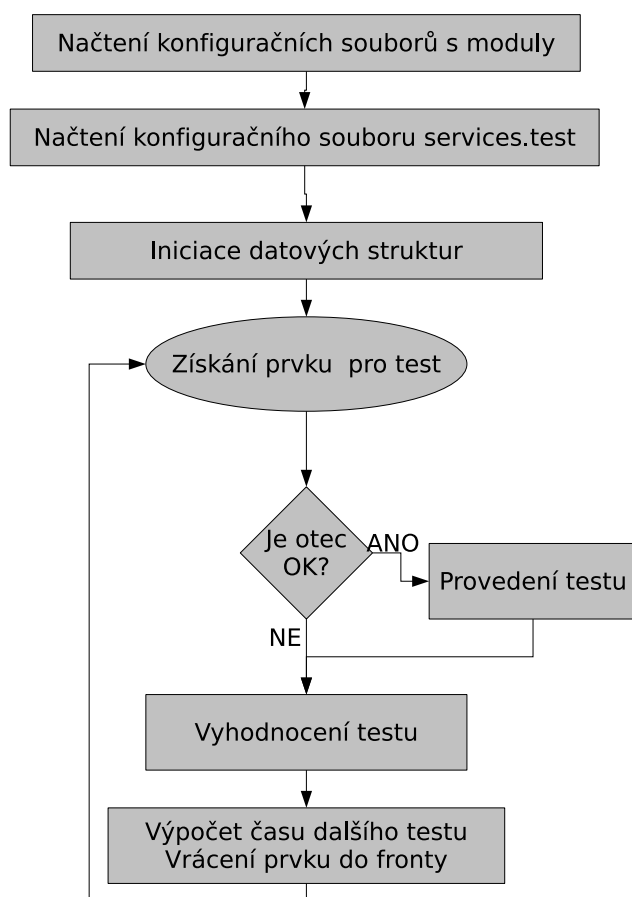 Načtení konfiguračních souborů s moduly
Načtení konfiguračního souboru services.test
Iniciace datových struktur
Získání prvku  pro test
Je otec
OK?
ANO
Provedení testu
NE
Vyhodnocení testu
Výpočet času dalšího testu
Vrácení prvku do fronty